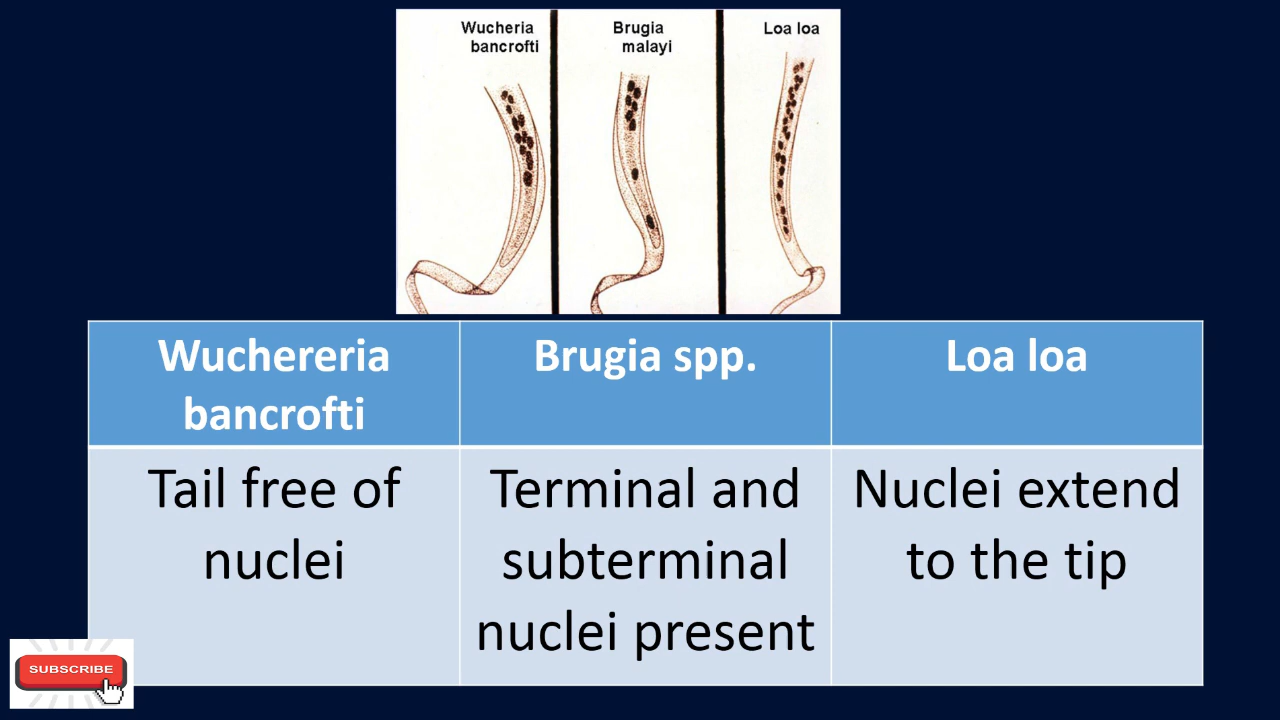 Wucheria
bancrofti
Brugia
malayi
Loa loa
Wuchereria
bancrofti
Brugia spp.
Loa loa
Tail free of
nuclei
Terminal and
subterminal
nuclei present
Nuclei extend
to the tip
SUBSCRIBE